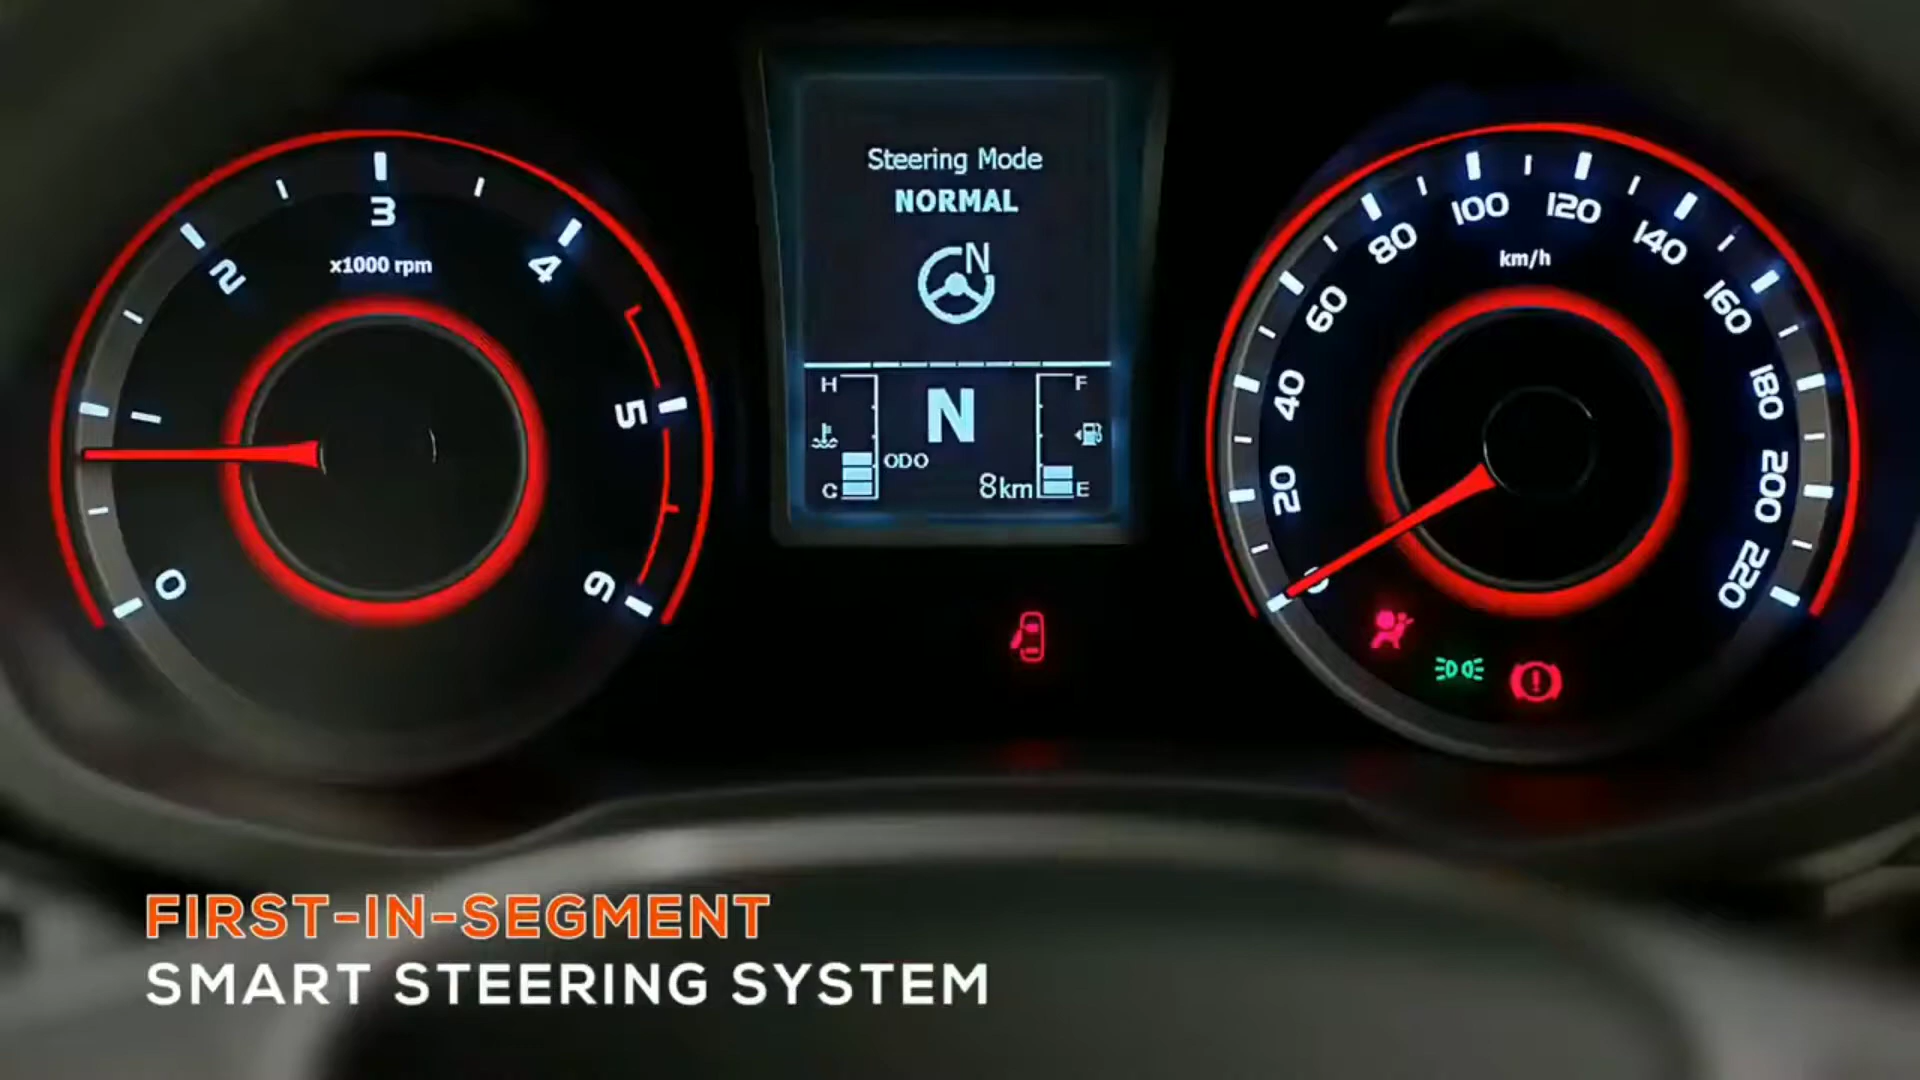 0
2
3
4
5
6
x1000 rpm
Steering Mode
NORMAL
N
H
F
N
ODO
8km
C
E
0
20
40
60
80
100
120
140
160
180
200
220
km/h
FIRST-IN-SEGMENT
SMART STEERING SYSTEM